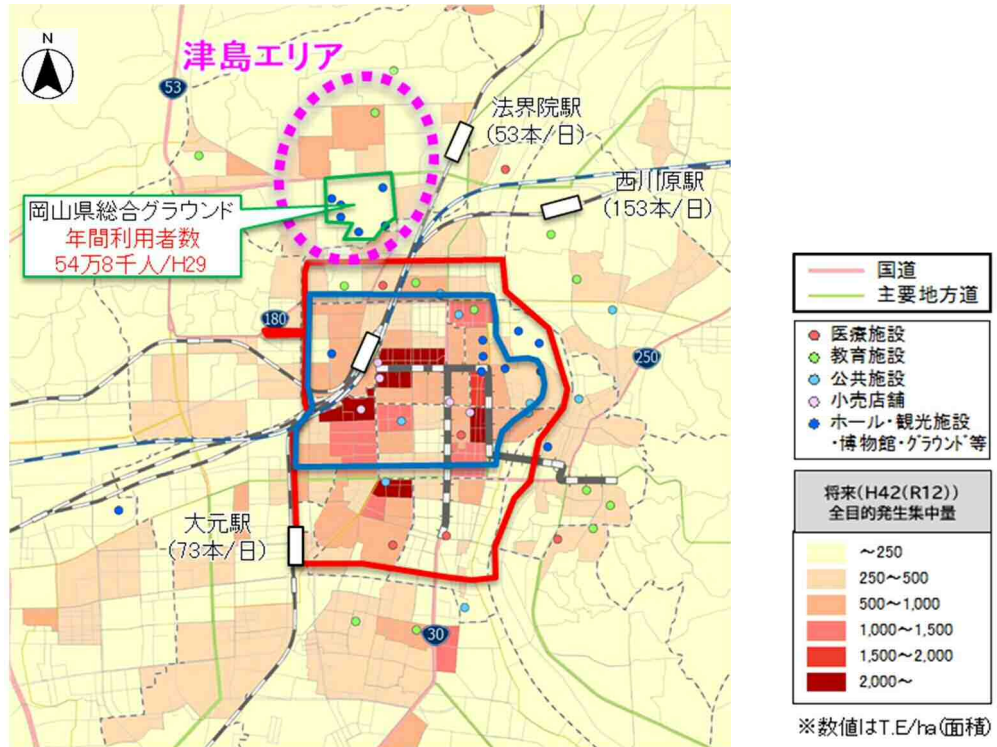 N
津島エリア
53
法界院駅
(53本/日)
西川原駅
(153本/日)
岡山県総合グラウンド
年間利用者数
54万8千人/H29
180
250
大元駅
(73本/日)
30
国道
主要地方道
医療施設
教育施設
公共施設
小売店舗
ホール・観光施設
・博物館・グラウンド等
将来(H42(R12))
全目的発生集中量
～250
250～500
500～1,000
1,000～1,500
1,500～2,000
2,000～
※数値はT.E/ha(面積)